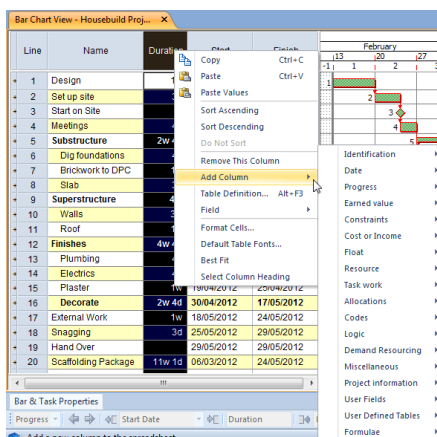 Bar Chart View - Housebuild Proj... ×
Line Name Duration Start Finish
February
13 20 27
-1 1 2
1 Design
2 Set up site
3 Start on Site
4 Meetings
5 Substructure 2w 4
6 Dig foundations
7 Brickwork to DPC
8 Slab
9 Superstructure
10 Walls
11 Roof
12 Finishes 4w
13 Plumbing
14 Electrics
15 Plaster 1w 19/04/2012 25/04/2012
16 Decorate 2w 4d 30/04/2012 17/05/2012
17 External Work 1w 18/05/2012 24/05/2012
18 Snagging 3d 25/05/2012 29/05/2012
19 Hand Over 29/05/2012 29/05/2012
20 Scaffolding Package 11w 1d 06/03/2012 24/05/2012
Copy Ctrl+C
Paste Ctrl+V
Paste Values
Sort Ascending
Sort Descending
Do Not Sort
Remove This Column
Add Column
Table Definition... Alt+F3
Field
Format Cells...
Default Table Fonts...
Best Fit
Select Column Heading
1
2
3
4
5
Identification
Date
Progress
Earned value
Constraints
Cost or Income
Float
Resource
Task work
Allocations
Codes
Logic
Demand Resourcing
Miscellaneous
Project information
User Fields
User Defined Tables
Formulae
Bar & Task Properties
Progress Start Date Duration
Add a new column to the spreadsheet